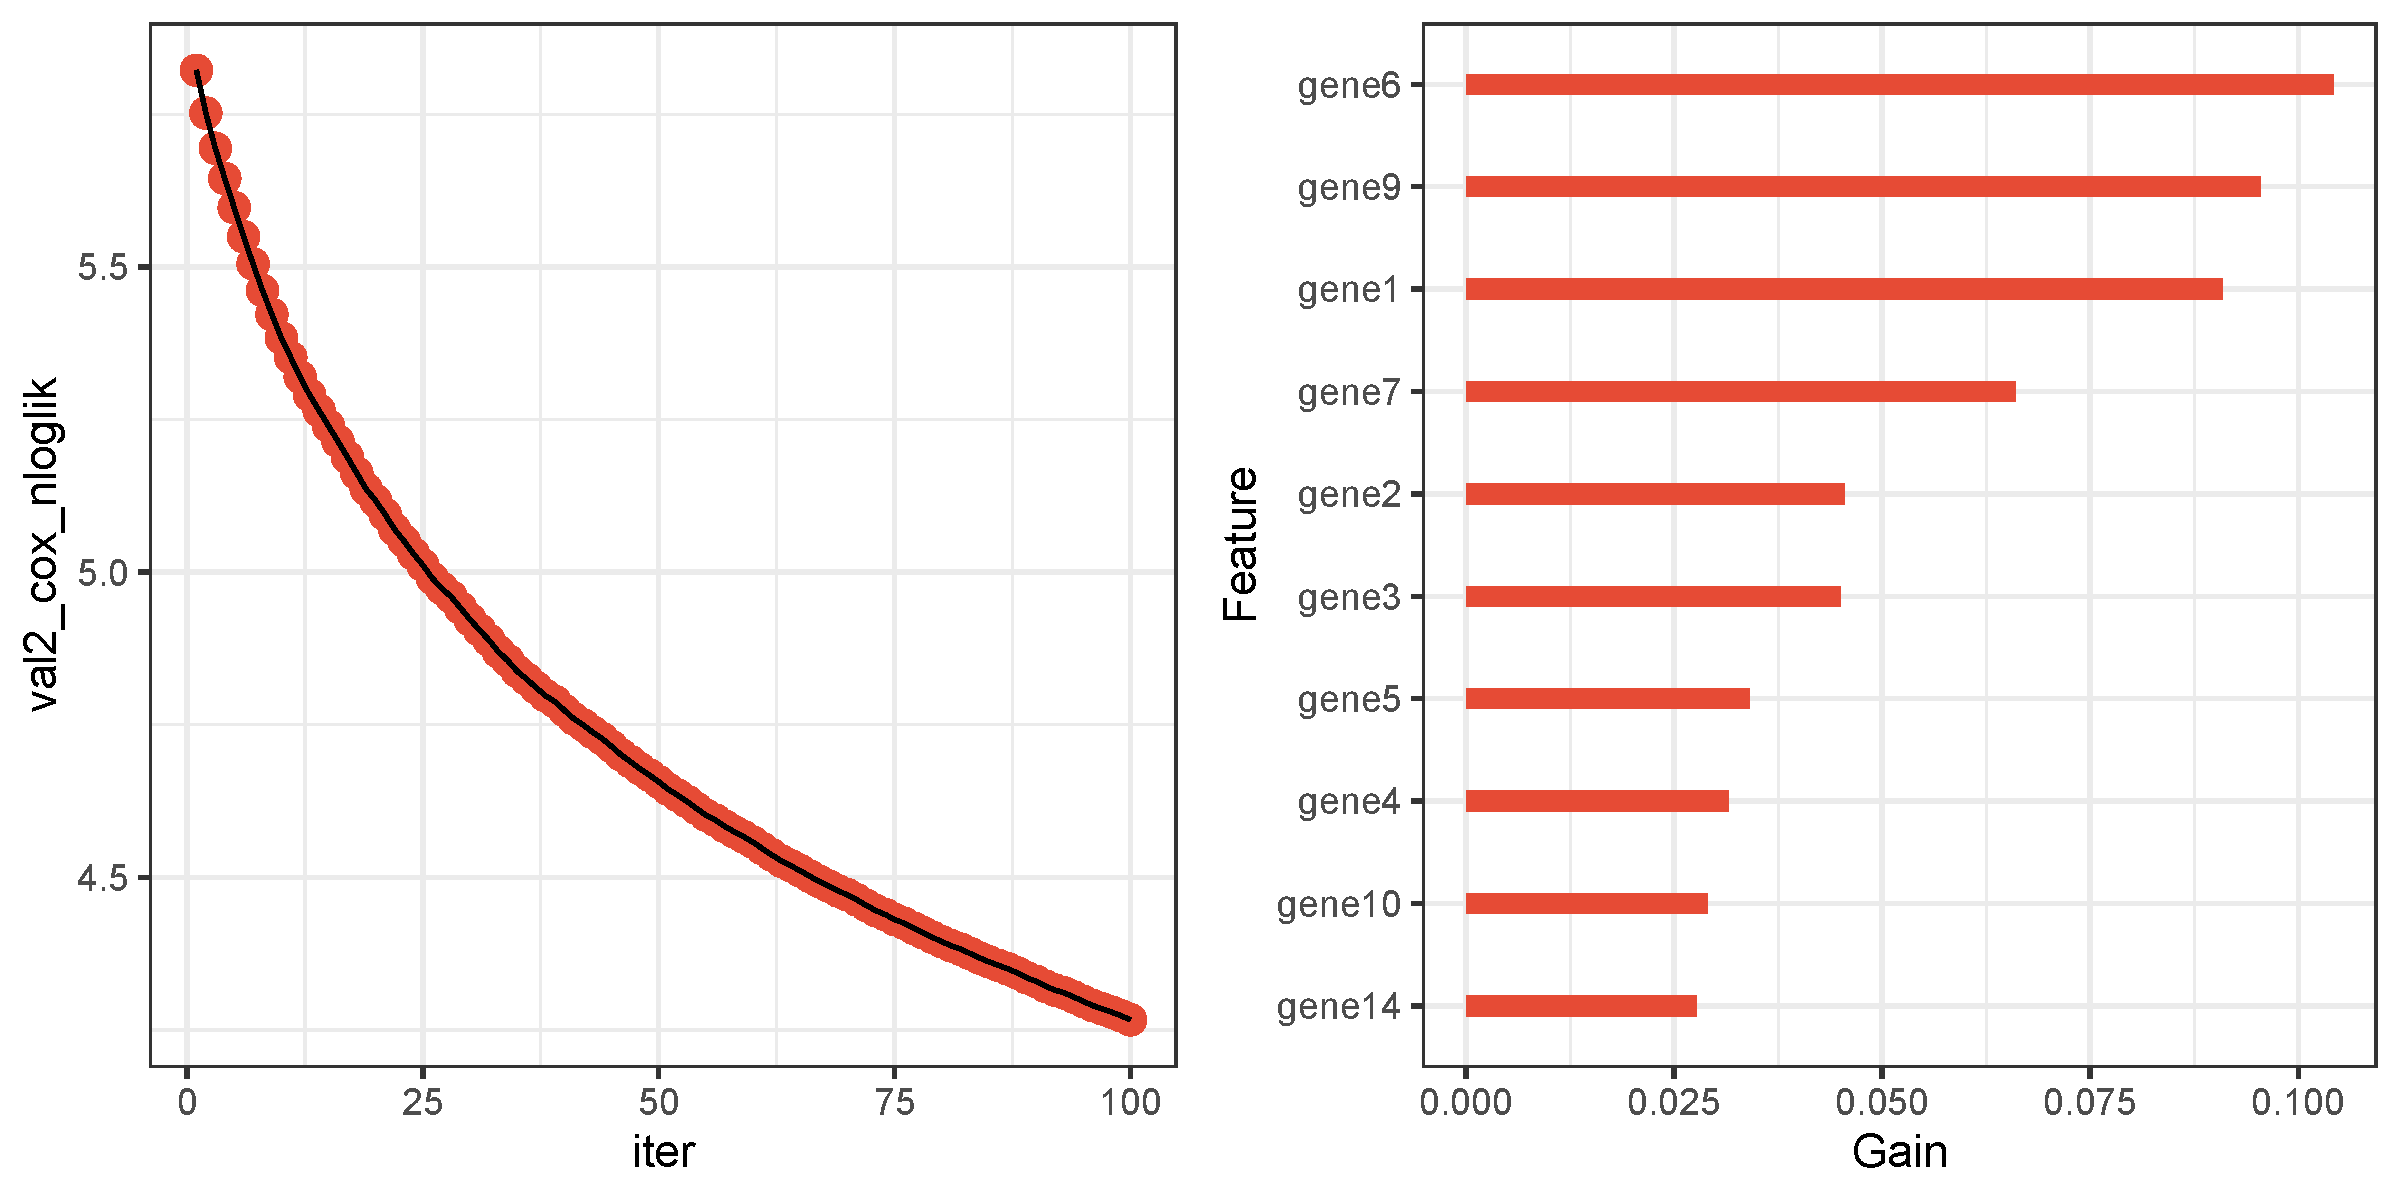 val2_cox_nloglik
5.5
5.0
4.5
0 25 50 75 100
iter
Feature
gene6
gene9
gene1
gene7
gene2
gene3
gene5
gene4
gene10
gene14
0.000 0.025 0.050 0.075 0.100
Gain